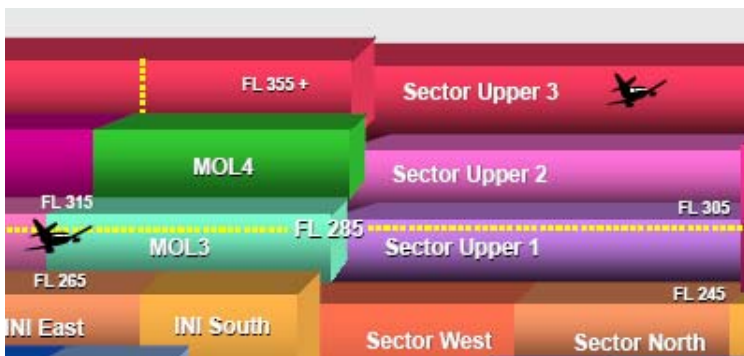 FL 355 +
Sector Upper 3
MOL4
Sector Upper 2
FL 315
FL 305
FL 285
MOL3
Sector Upper 1
FL 265
FL 245
INI East
INI South
Sector West
Sector North